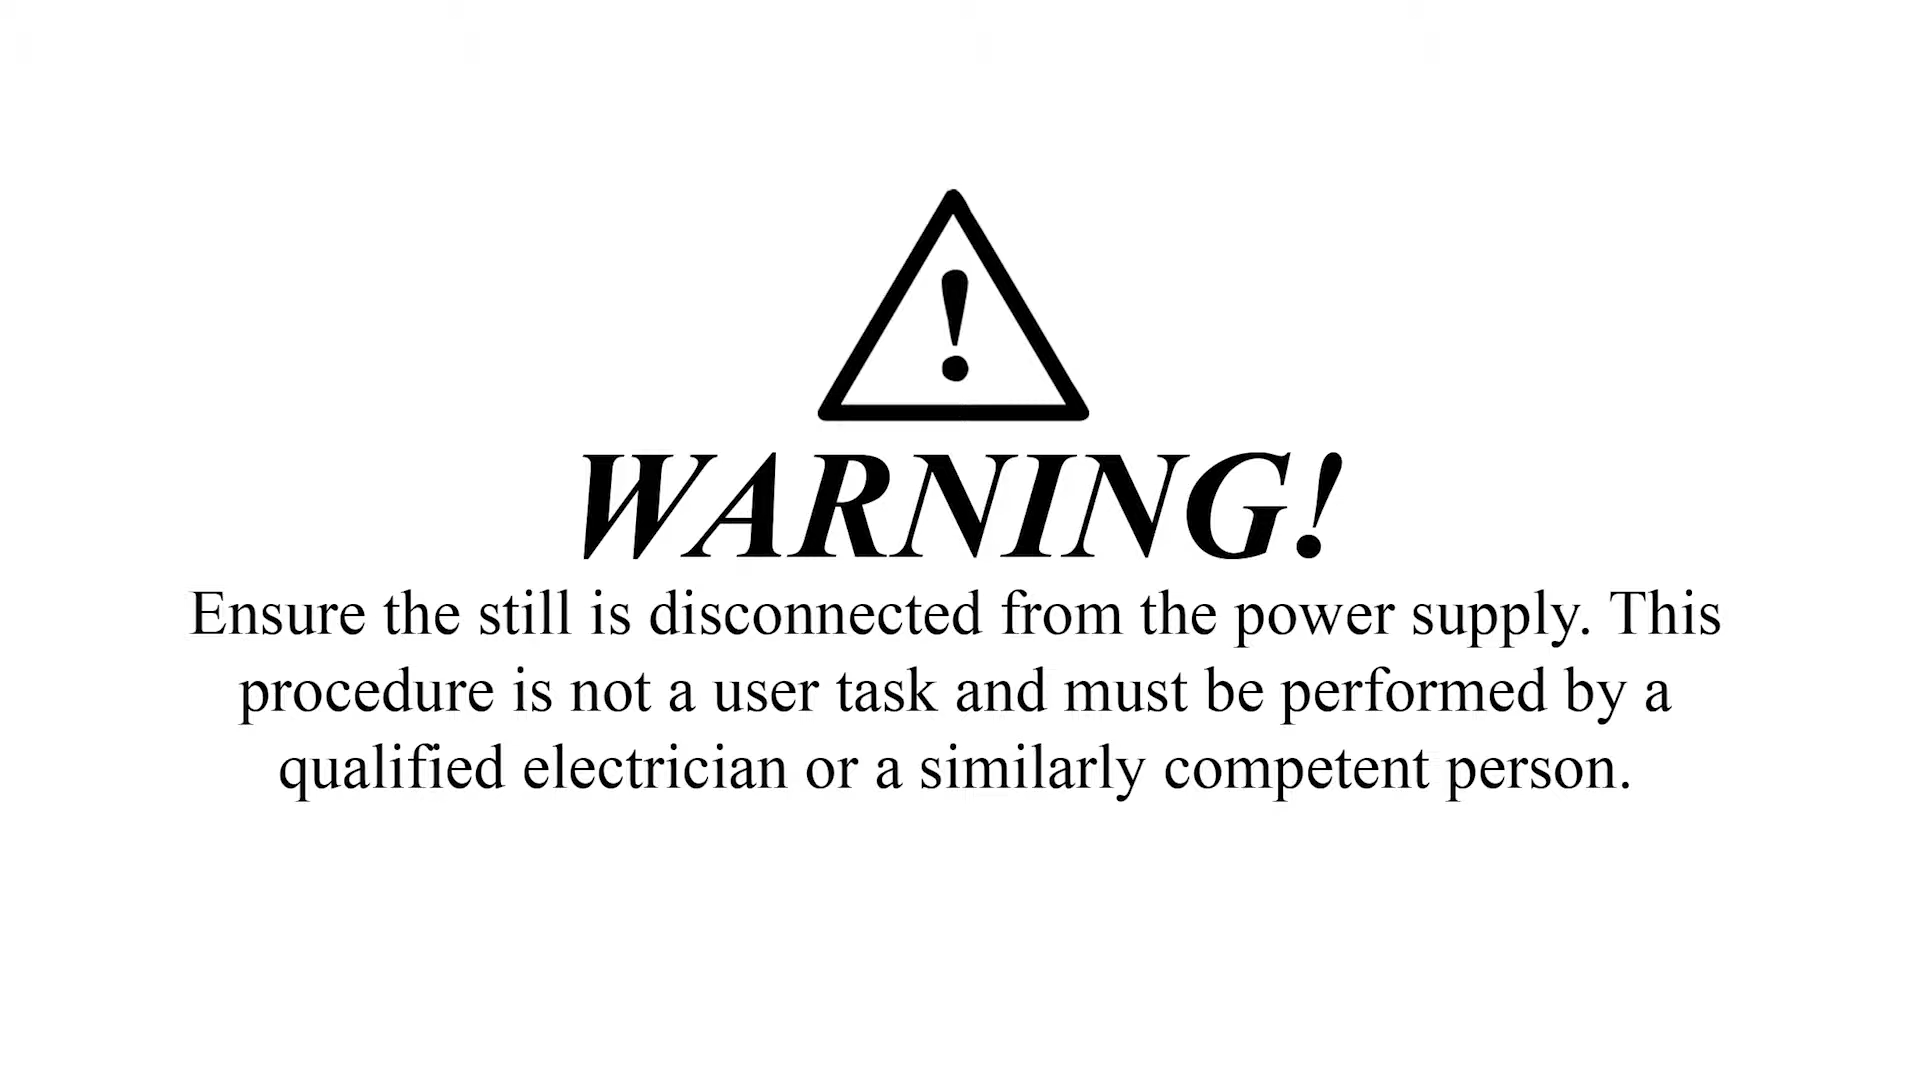 WARNING!
Ensure the still is disconnected from the power supply. This
procedure is not a user task and must be performed by a
qualified electrician or a similarly competent person.